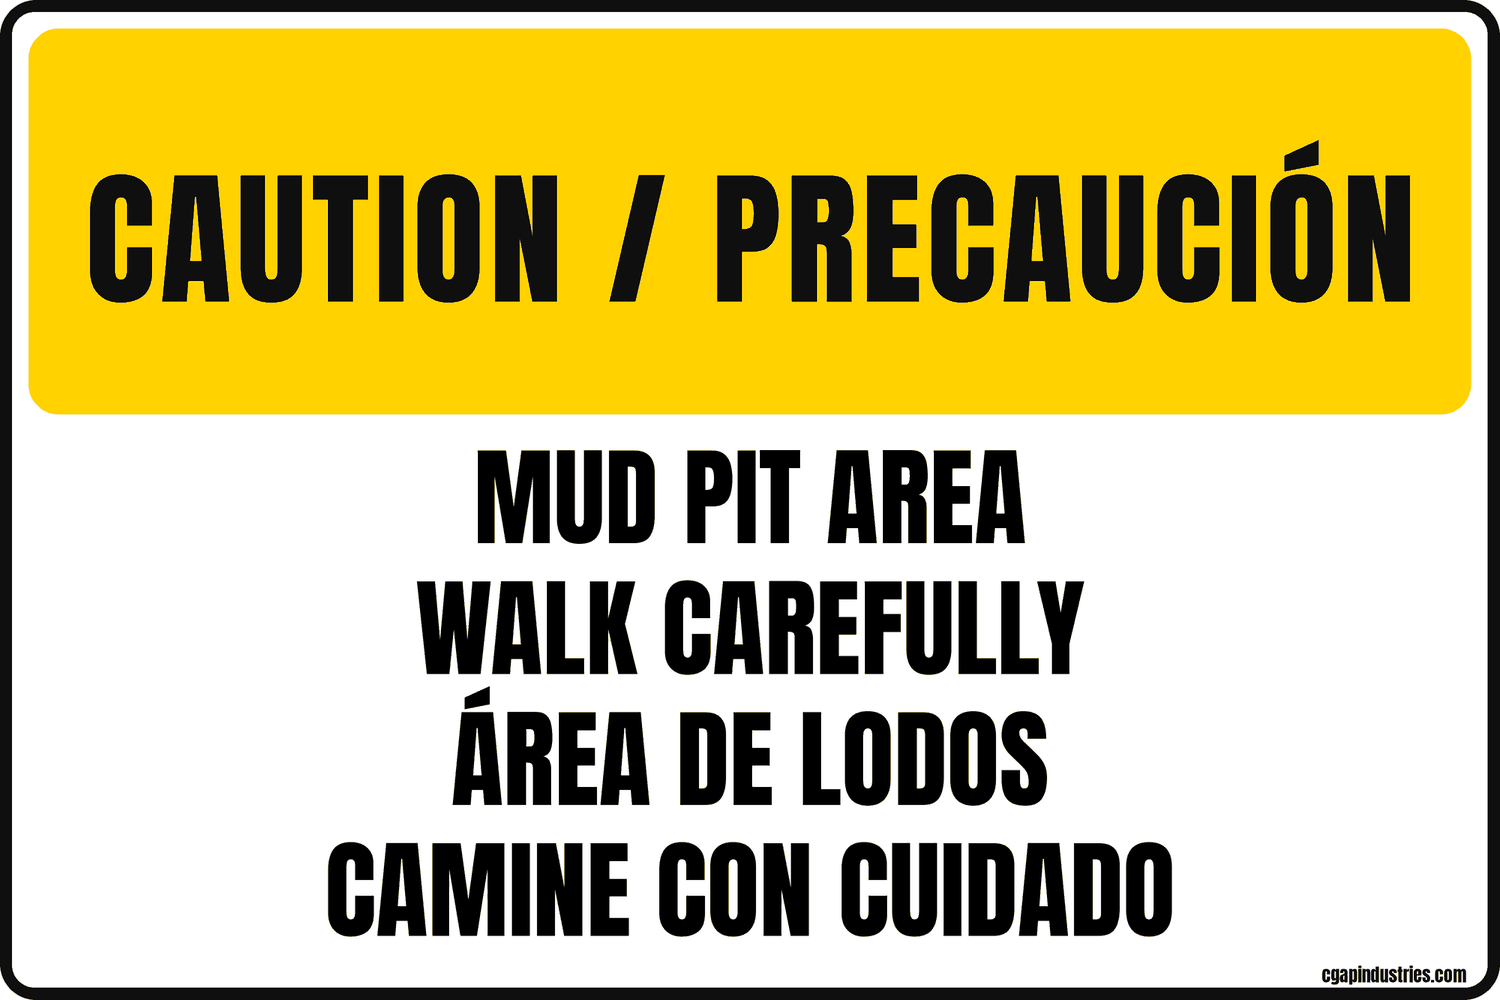 CAUTION / PRECAUCIÓN
MUD PIT AREA
WALK CAREFULLY
ÁREA DE LODOS
CAMINE CON CUIDADO
cgapindustries.com